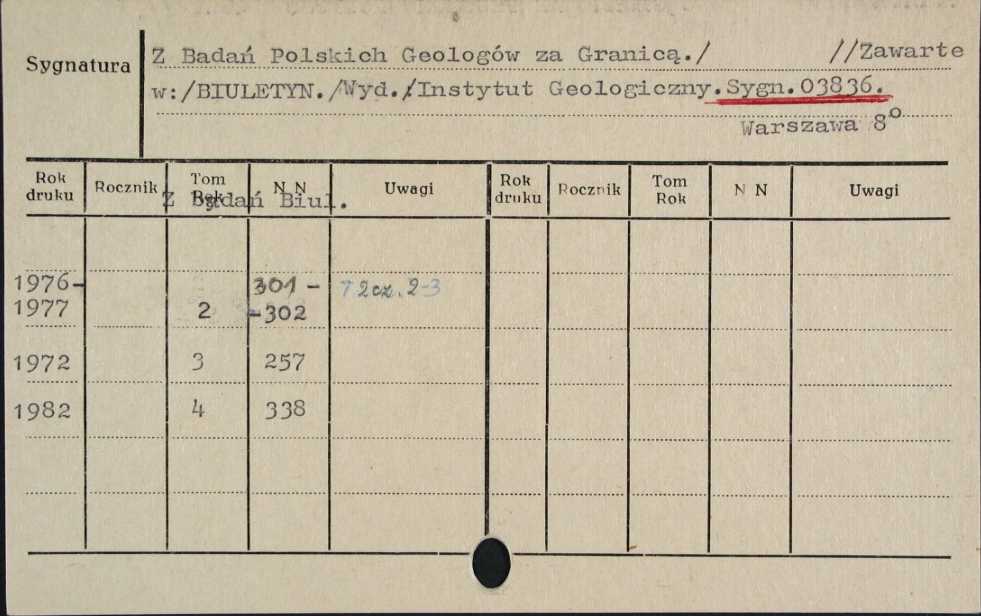 Sygnatura
Z Badań Polskich Geologów za Granicą./ //Zawarte
w:/BIULETYN./Wyd./Instytut Geologiczny.Sygn.03836.
Warszawa 8°
Rok druku Rocznik Tom Rok N N Uwagi Rok druku Rocznik Tom Rok N N Uwagi
Z Badań Biul.
1976- 301 - T 2cz. 2-3
1977 2 -302
1972 3 257
1982 4 338